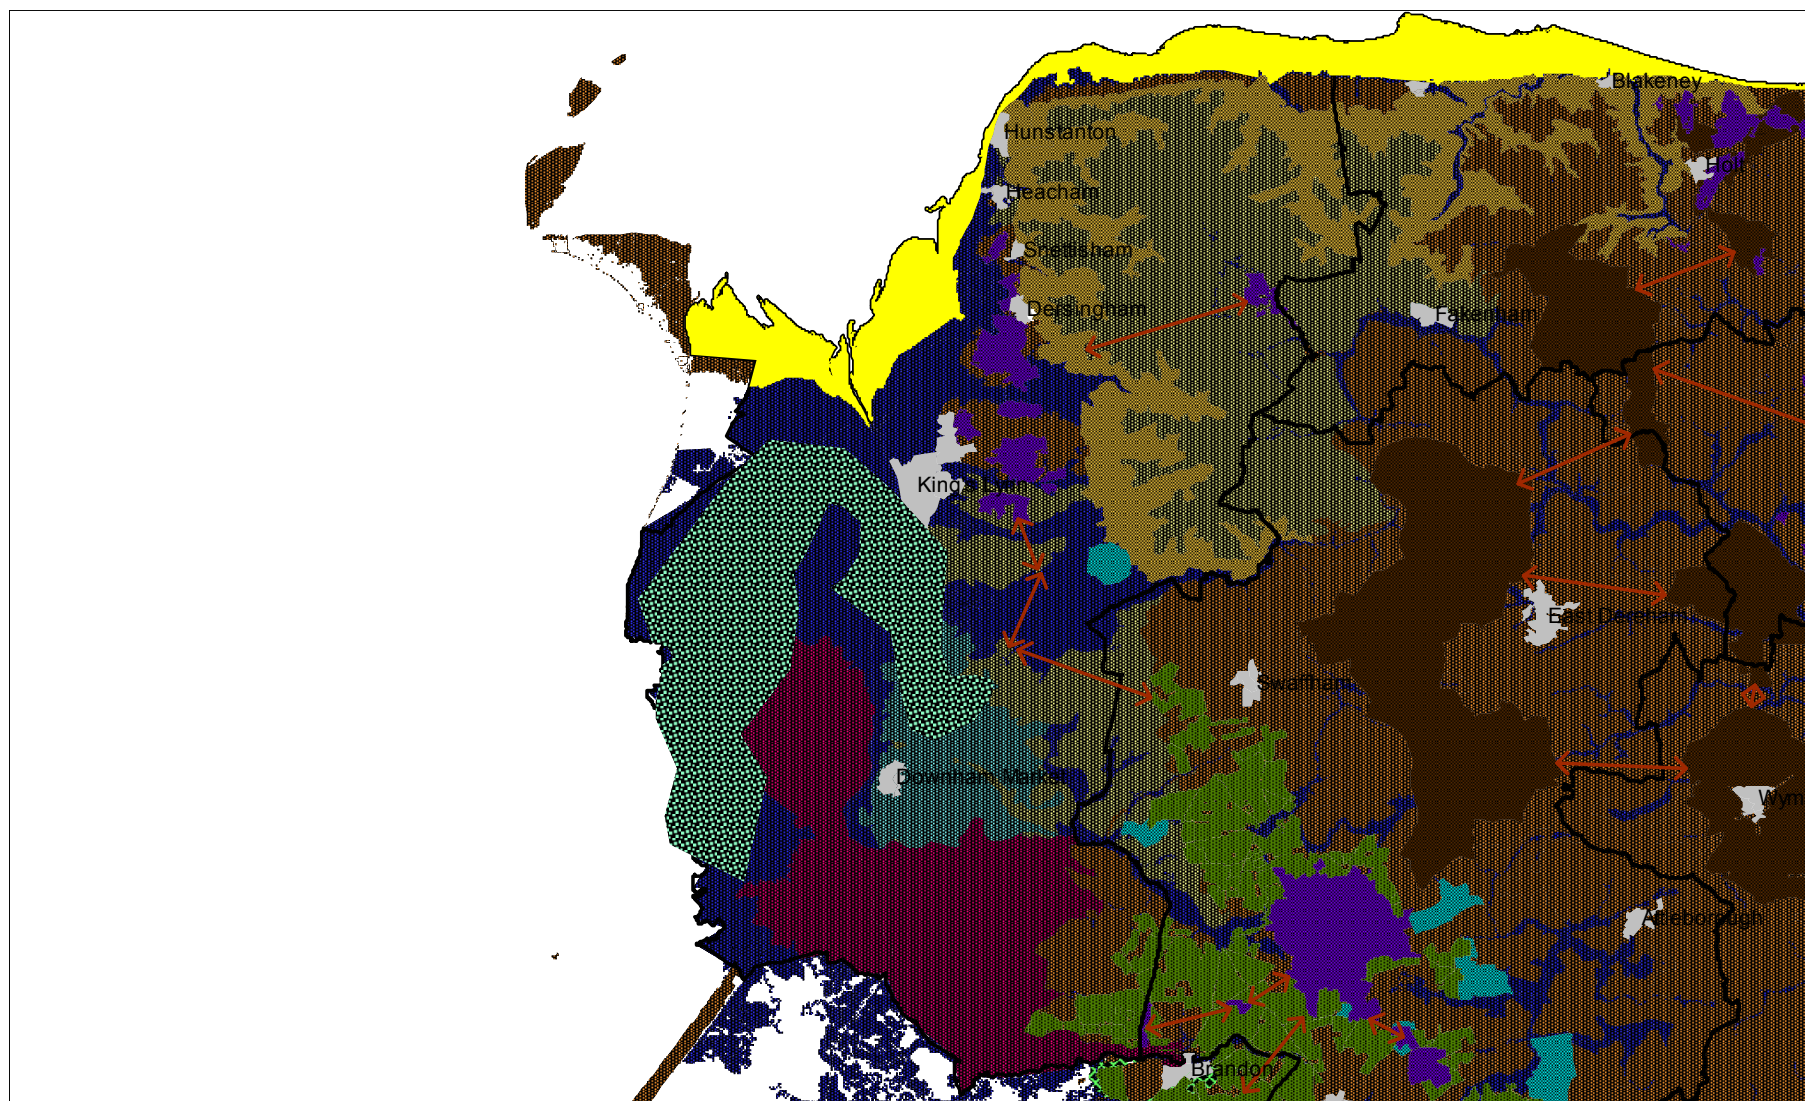 Blakeney
Hunstanton
Holt
Heacham
Snettisham
Dersingham
Fakenham
King's Lynn
East Dereham
Swaffham
Downham Market
Wym
Attleborough
Brandon